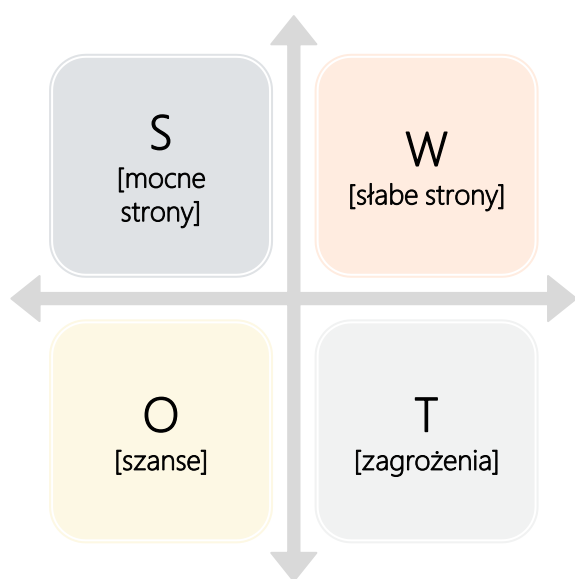 S
[mocne
strony]
W
[słabe strony]
O
[szanse]
T
[zagrożenia]